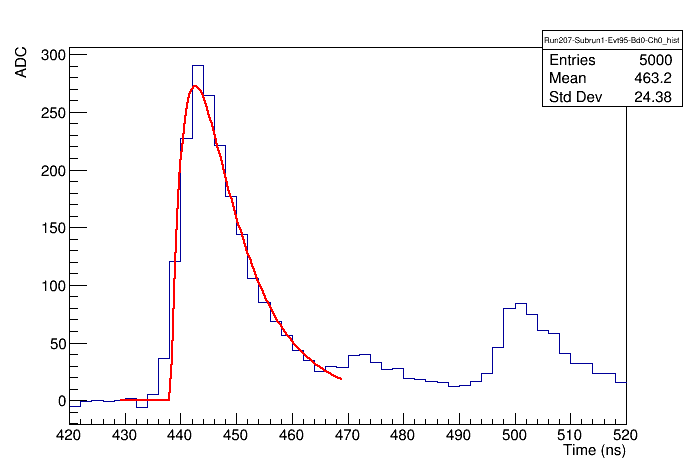 Run207-Subrun1-Evt95-Bd0-Ch0_hist
Entries 5000
Mean 463.2
Std Dev 24.38
ADC
300
250
200
150
100
50
0
420 430 440 450 460 470 480 490 500 510 520
Time (ns)